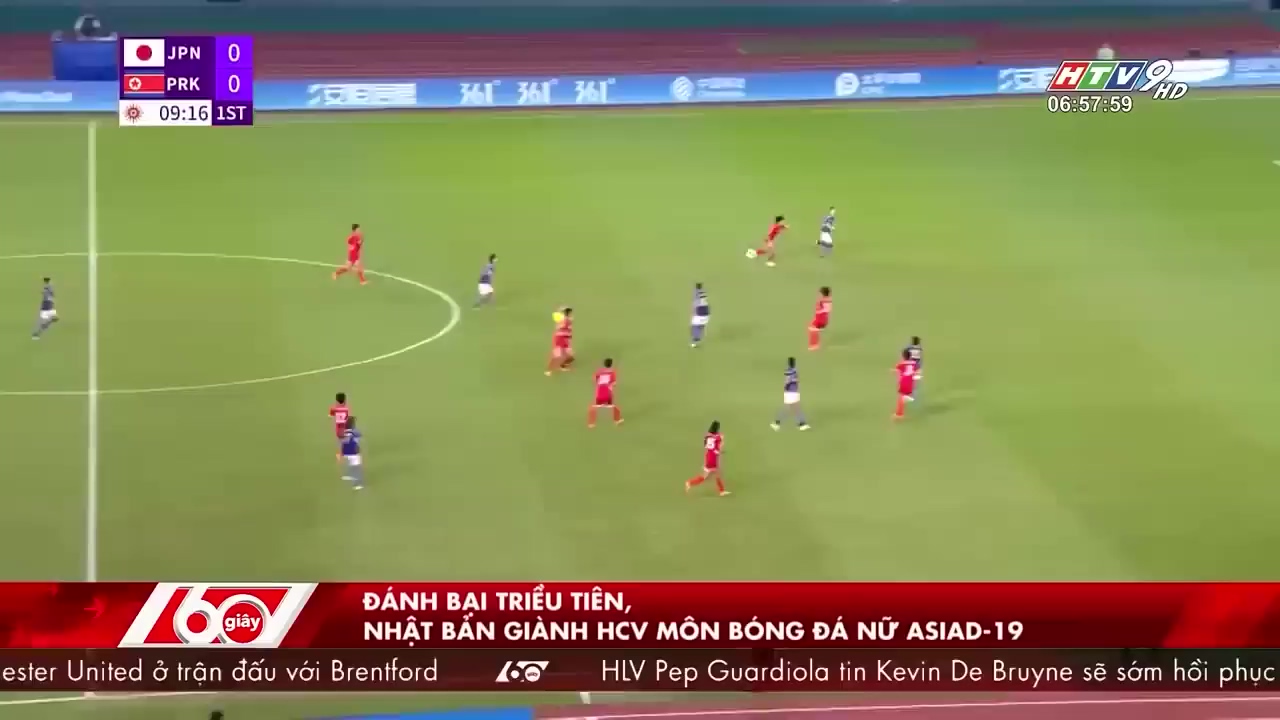 JPN 0
PRK 0
09:16 1ST
HTV9 HD
06:57:59
361° 361° 361°
60 giây
ĐÁNH BẠI TRIỀU TIÊN,
NHẬT BẢN GIÀNH HCV MÔN BÓNG ĐÁ NỮ ASIAD-19
ester United ở trận đấu với Brentford 60 giây HLV Pep Guardiola tin Kevin De Bruyne sẽ sớm hồi phục